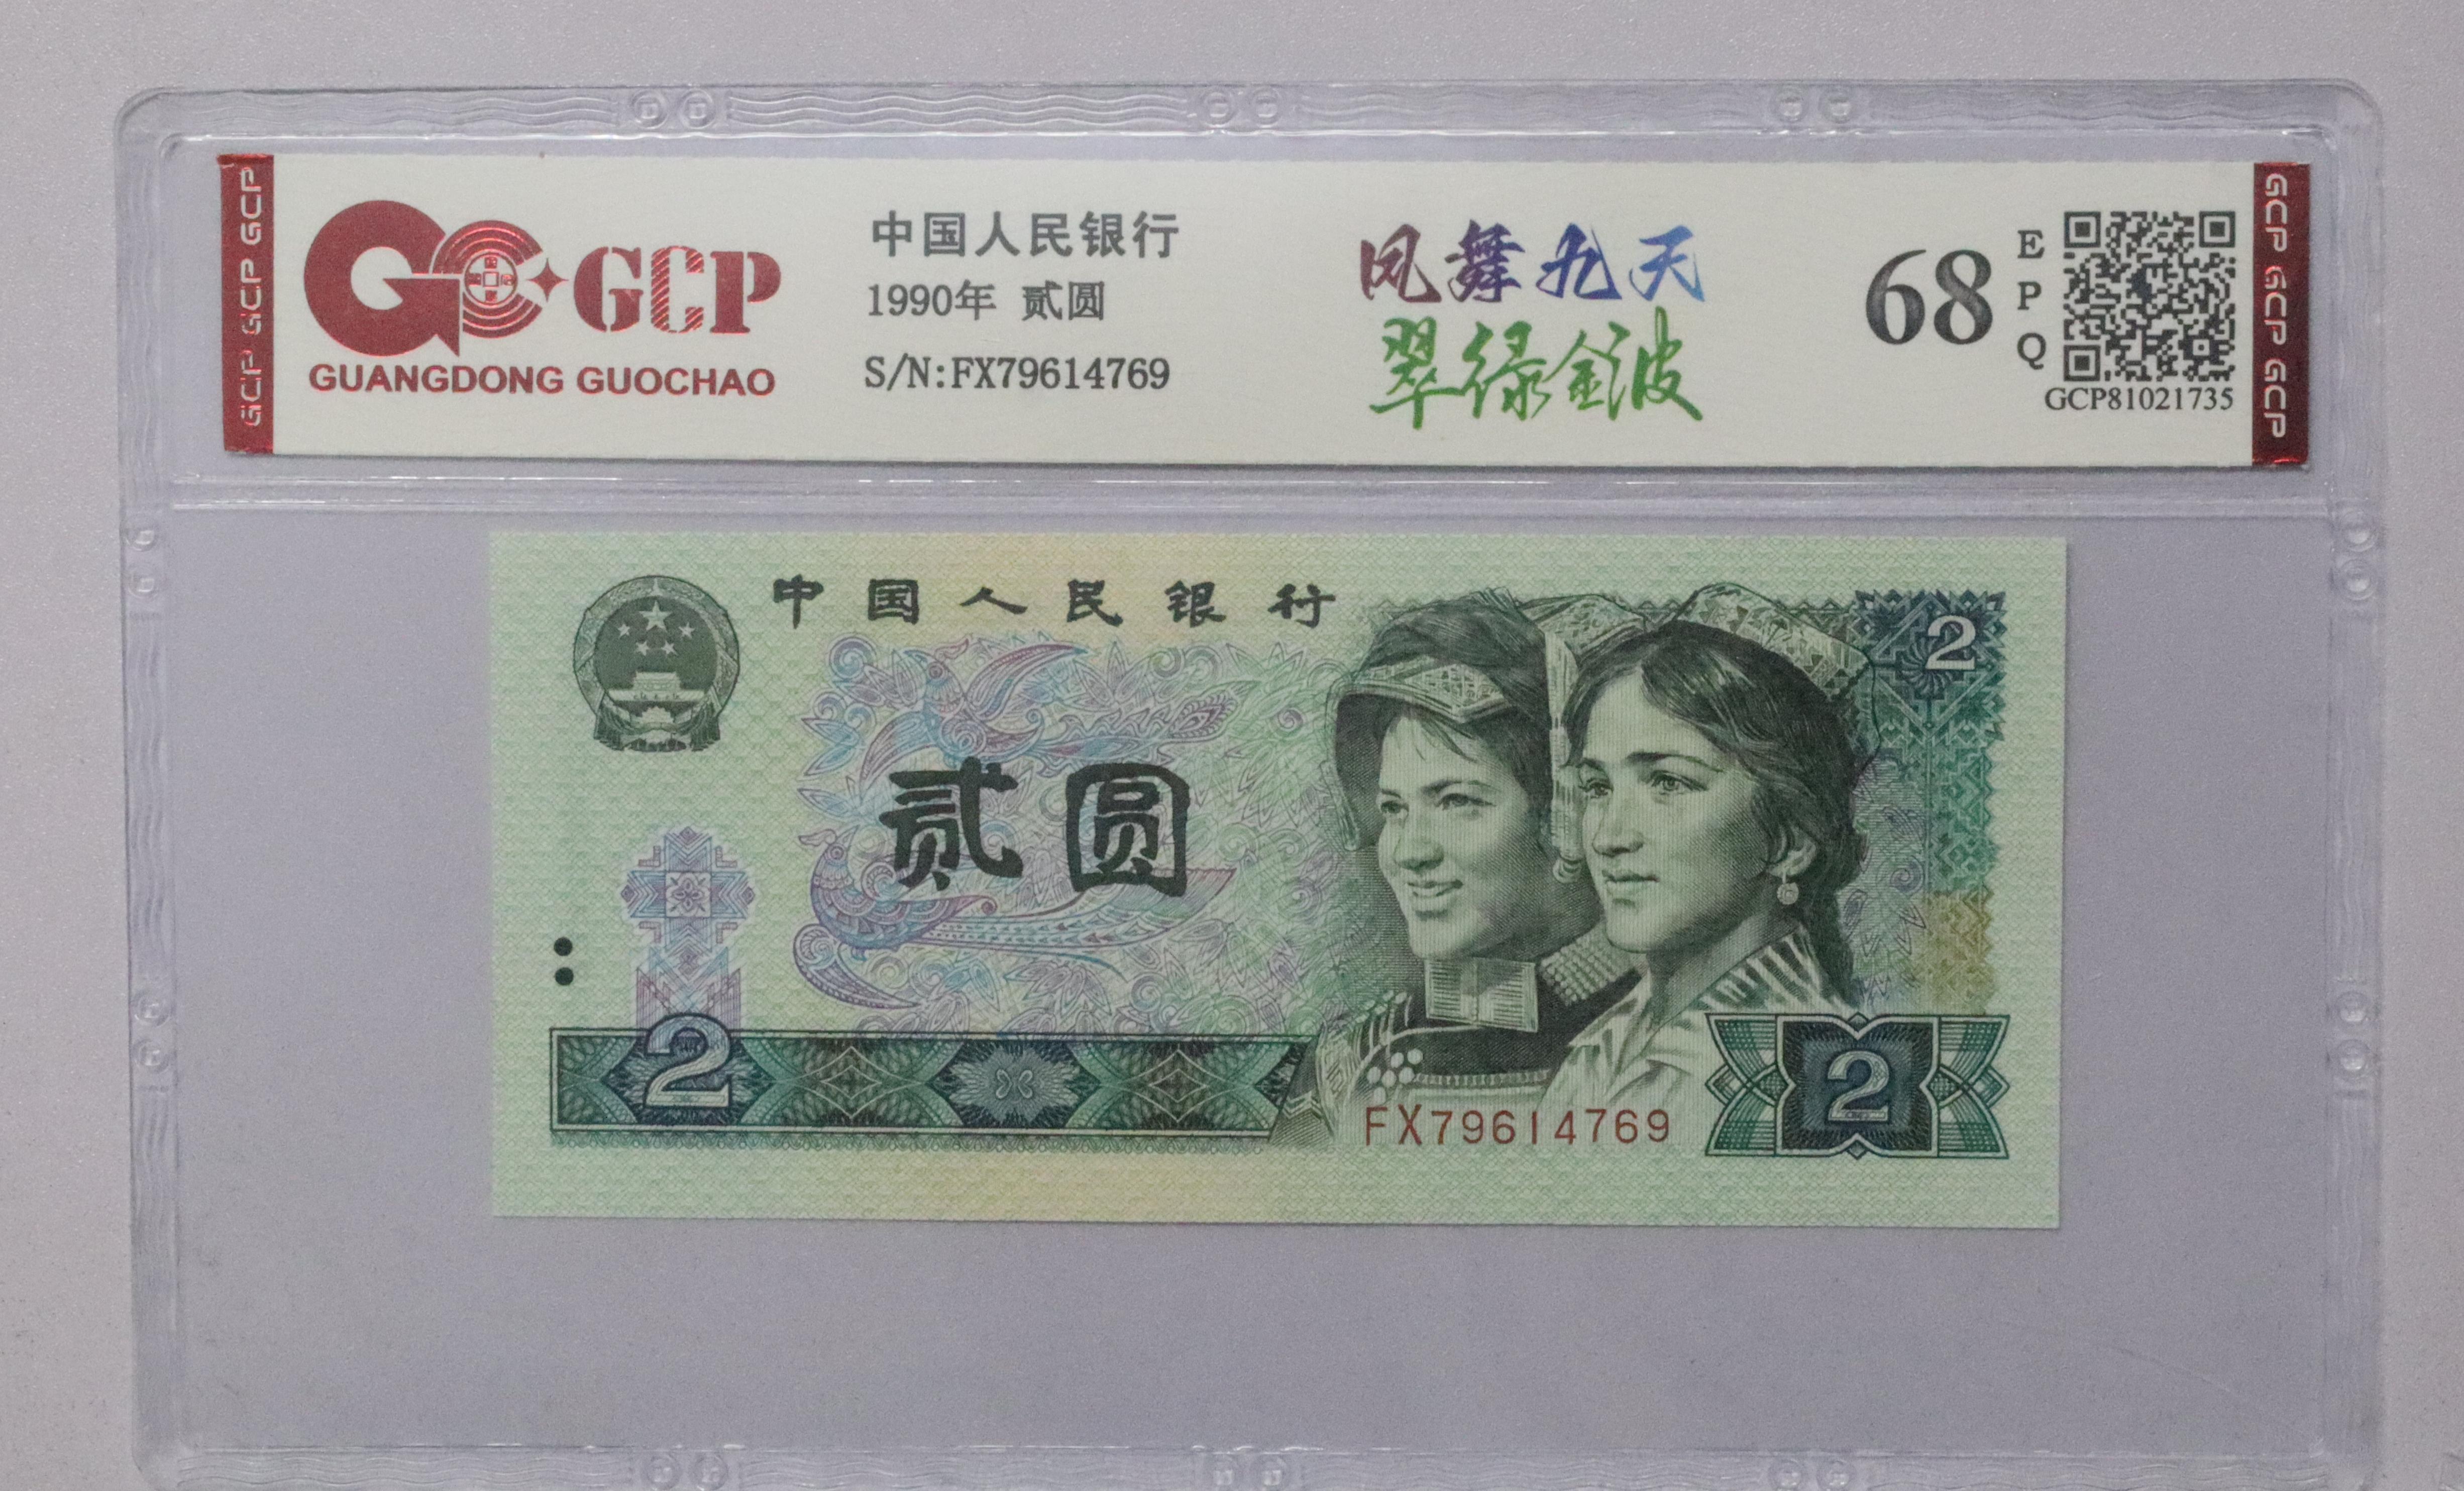 GCP GCP GCP
GCP
GUANGDONG GUOCHAO
中国人民银行
1990年 贰圆
S/N:FX79614769
凤舞九天
翠绿金波
68
EPQ
GCP81021735
GCP GCP GCP
中国人民银行
2
贰圆
2
FX79614769
2